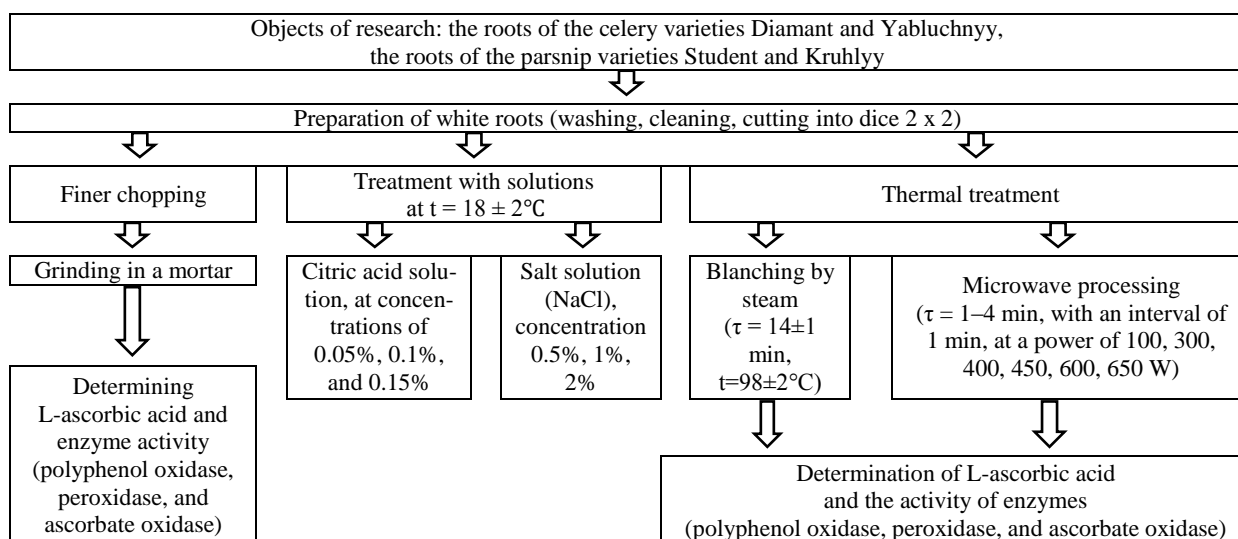 Objects of research: the roots of the celery varieties Diamant and Yabluchnyy,
the roots of the parsnip varieties Student and Kruhlyy
Preparation of white roots (washing, cleaning, cutting into dice 2 x 2)
Finer chopping
Treatment with solutions
at t = 18 ± 2°C
Thermal treatment
Grinding in a mortar
Citric acid solu-
tion, at concen-
trations of
0.05%, 0.1%,
and 0.15%
Salt solution
(NaCl),
concentration
0.5%, 1%,
2%
Blanching by
steam
(τ = 14±1
min,
t=98±2°C)
Microwave processing
(τ = 1–4 min, with an interval of
1 min, at a power of 100, 300,
400, 450, 600, 650 W)
Determining
L-ascorbic acid and
enzyme activity
(polyphenol oxidase,
peroxidase, and
ascorbate oxidase)
Determination of L-ascorbic acid
and the activity of enzymes
(polyphenol oxidase, peroxidase, and ascorbate oxidase)